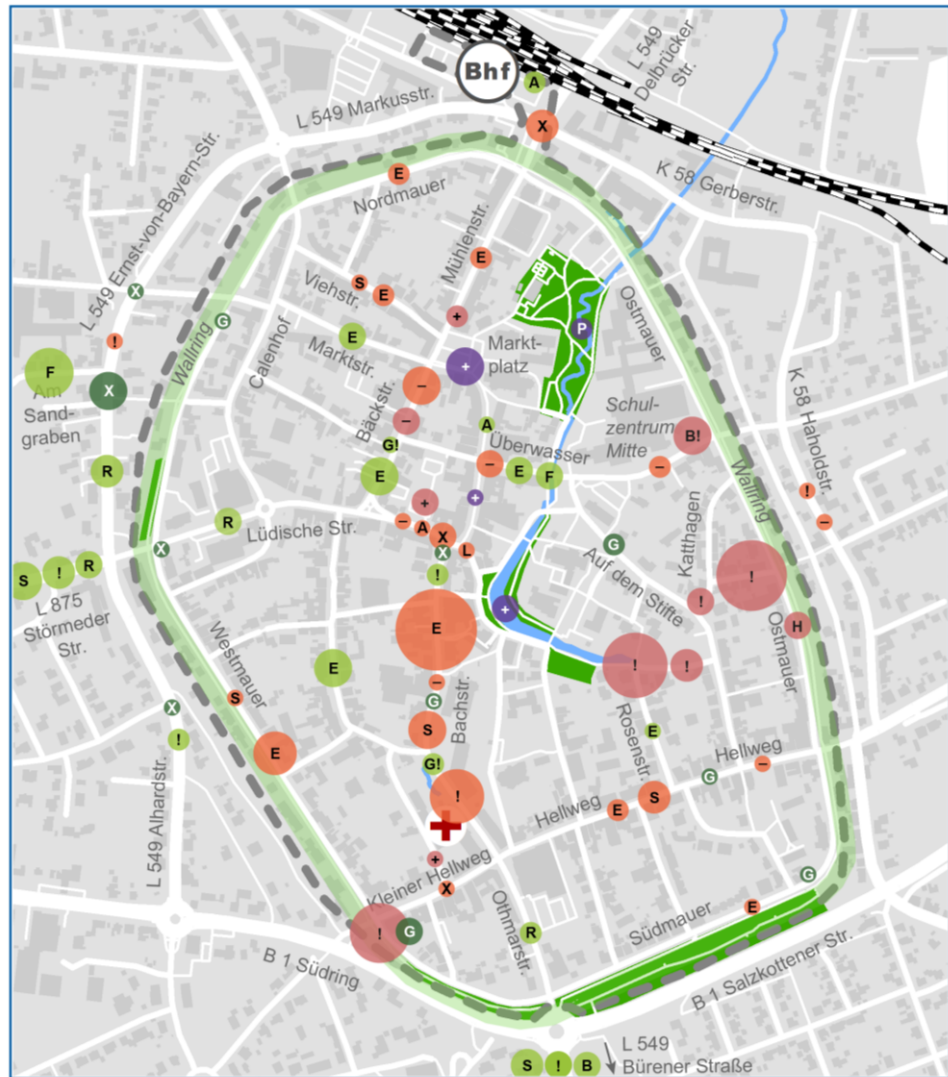 L 549
Delbrücker
Str.
Bhf
A
L 549 Markusstr.
X
K 58 Gerberstr.
E
Nordmauer
L 549 Ernst-von-Bayern-Str.
Mühlenstr.
E
Viehstr.
S
E
X
G
!
Wallring
Calenhof
+
P
Ostmauer
E
Marktstr.
Markt-
platz
+
F
Am
Sand-
graben
X
–
Bäckstr.
–
A
Schul-
zentrum
Mitte
B!
K 58 Haholdstr.
G!
Überwasser
–
E
F
–
R
E
Wallring
!
–
+
+
R
Lüdische Str.
–
A
X
L
X
X
G
Auf dem Stifte
Katthagen
S
!
R
L 875
Störmeder
Str.
!
!
!
+
E
H
Ostmauer
Westmauer
E
–
!
!
S
X
!
G
S
Bachstr.
Rosenstr.
E
Hellweg
–
E
G!
G
!
Hellweg
E
S
L 549 Alhardstr.
+
Kleiner Hellweg
X
G
!
G
Othmarstr.
R
Südmauer
E
B 1 Südring
B 1 Salzkottener Str.
L 549
Bürener Straße
S
!
B